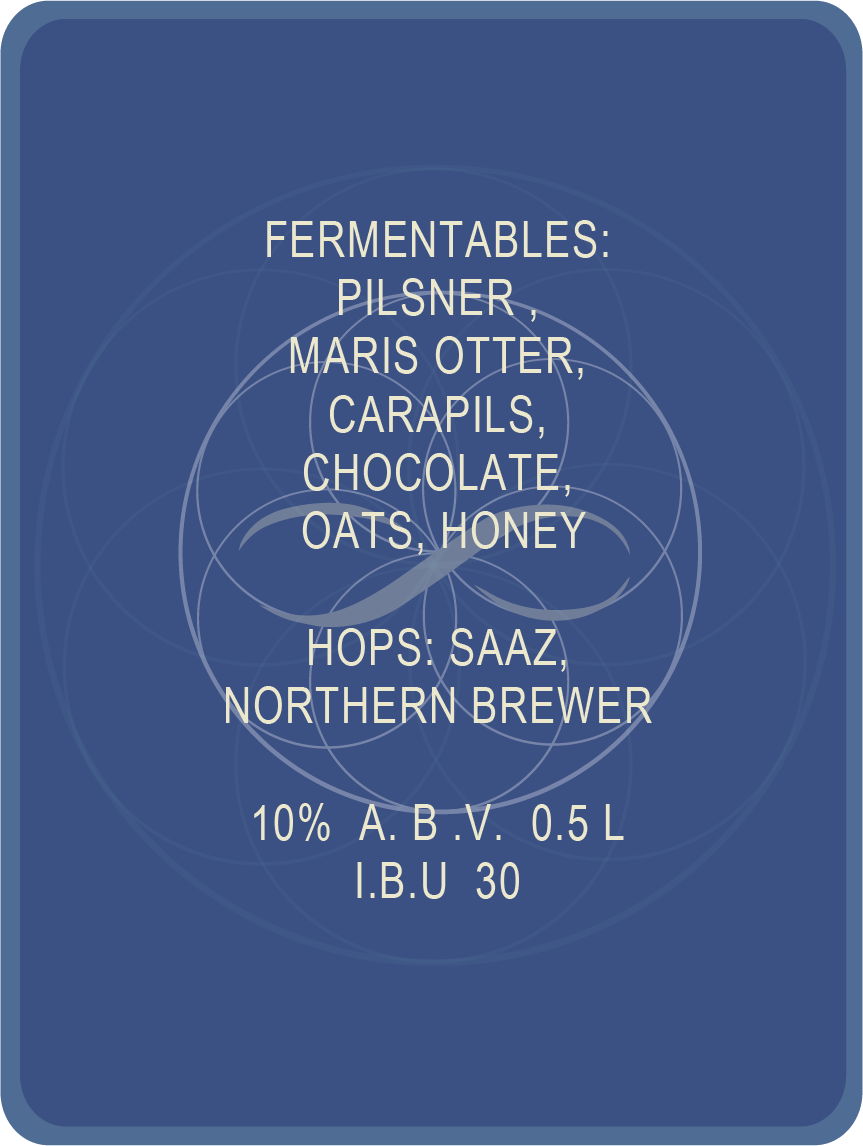 FERMENTABLES:
PILSNER ,
MARIS OTTER,
CARAPILS,
CHOCOLATE,
OATS, HONEY
HOPS: SAAZ,
NORTHERN BREWER
10% A. B .V. 0.5 L
I.B.U 30